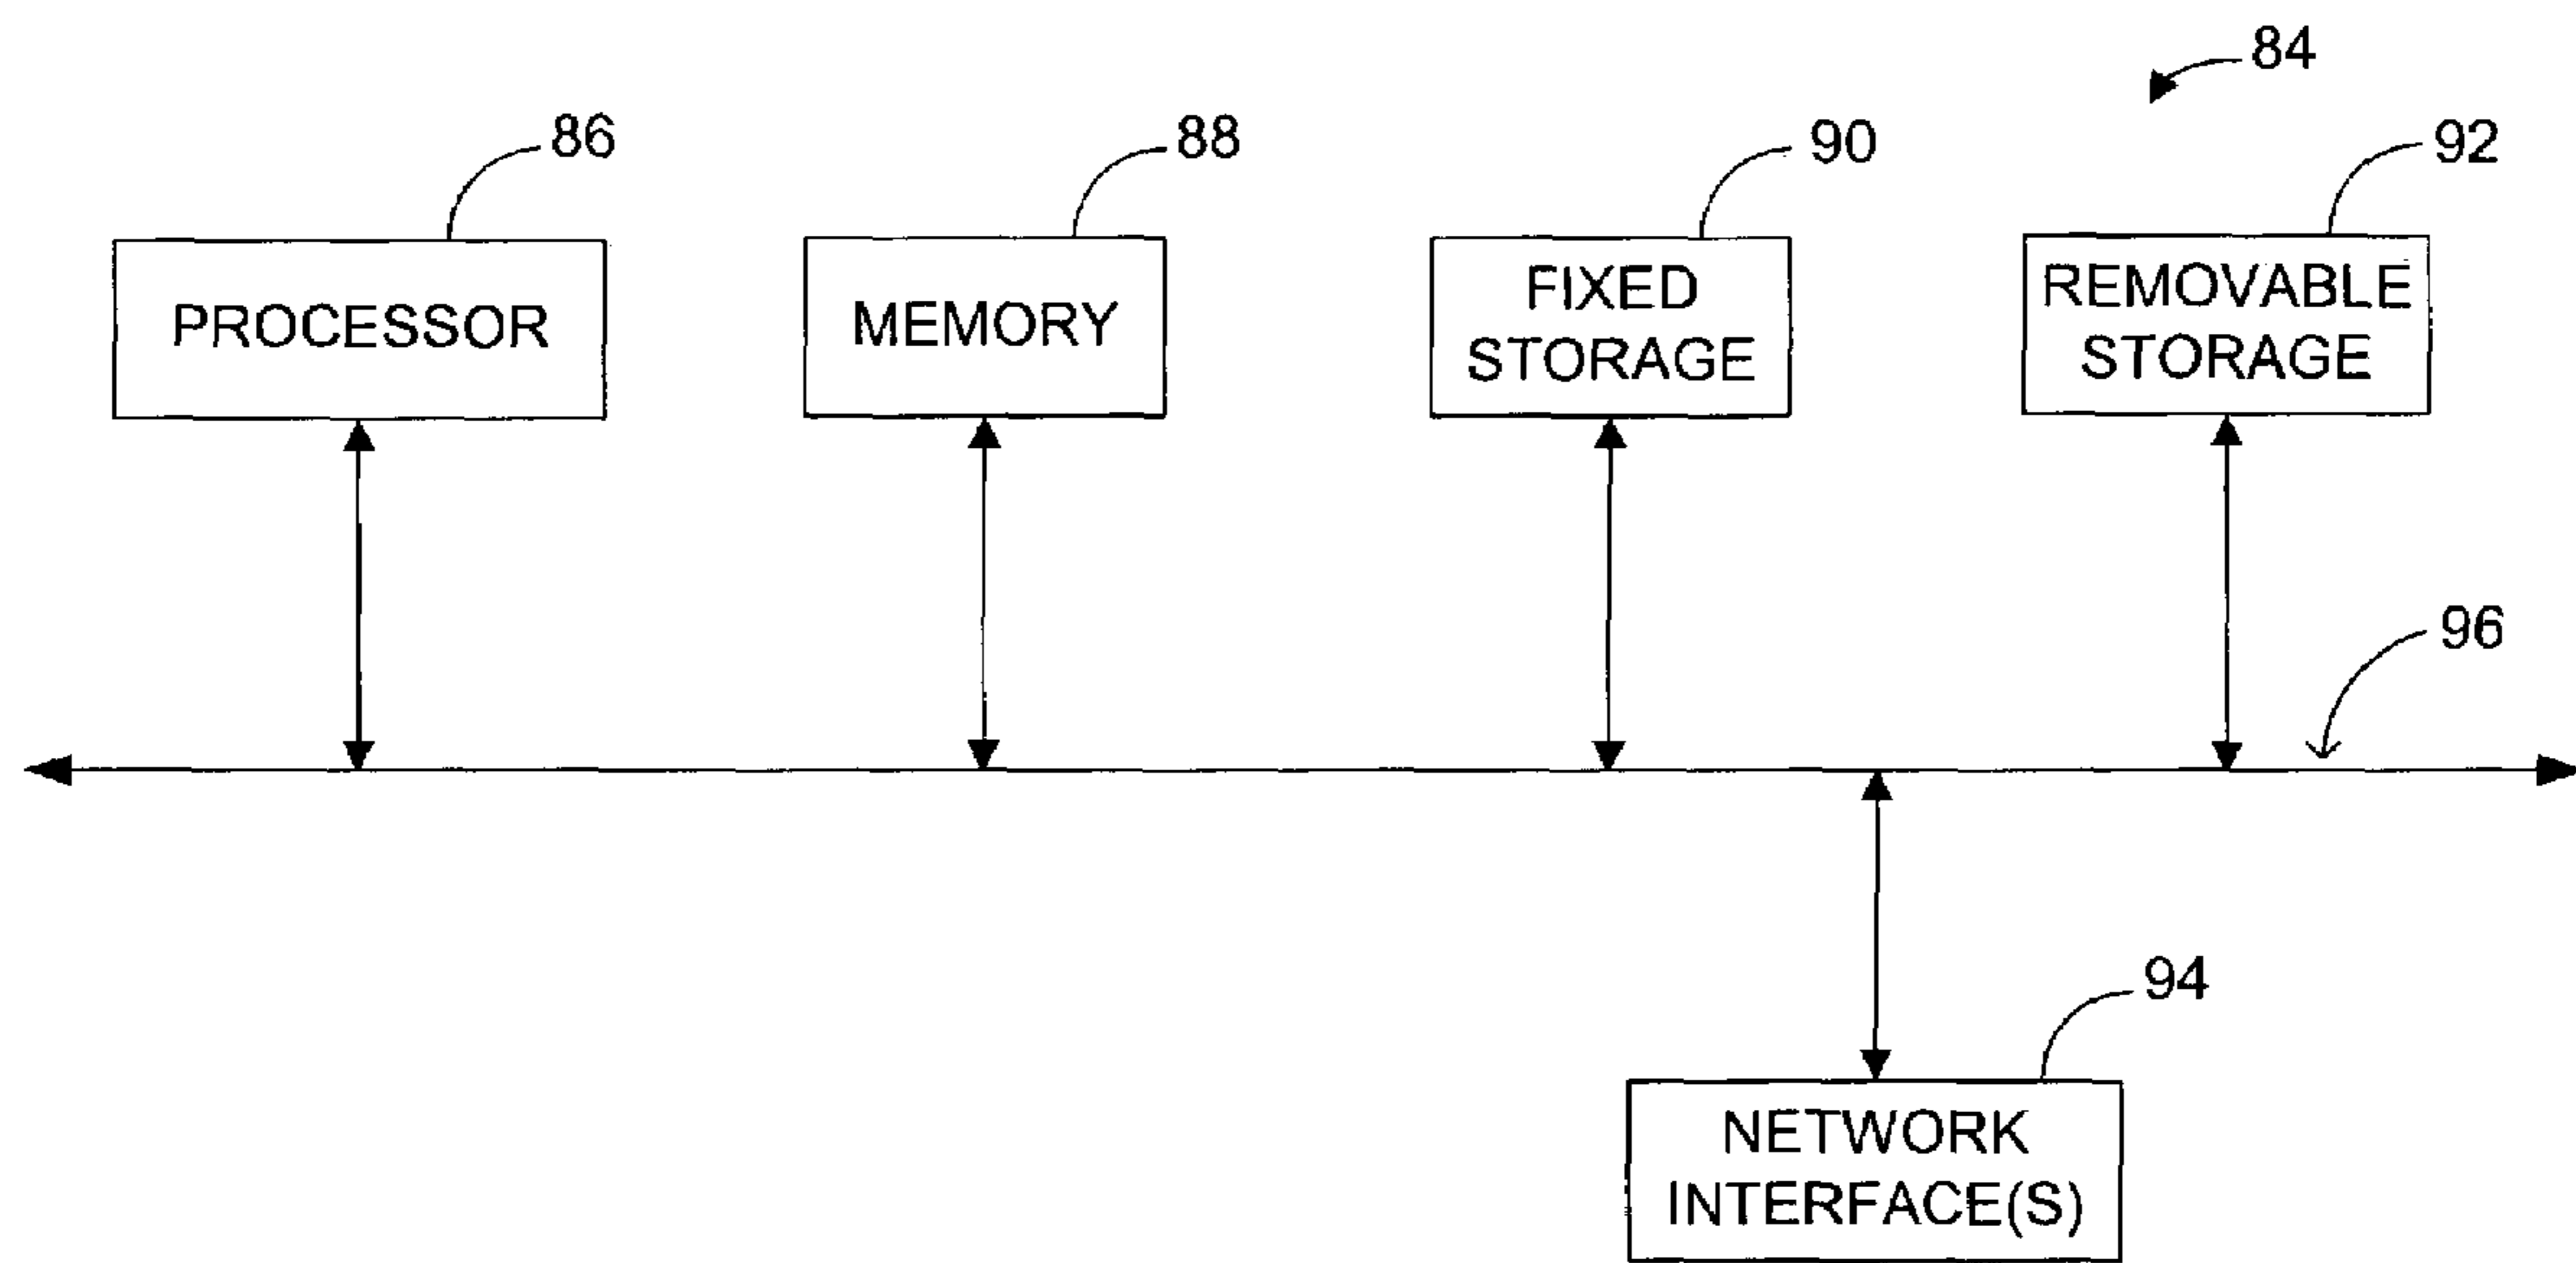 84
86
88
90
92
PROCESSOR
MEMORY
FIXED
STORAGE
REMOVABLE
STORAGE
96
94
NETWORK
INTERFACE(S)